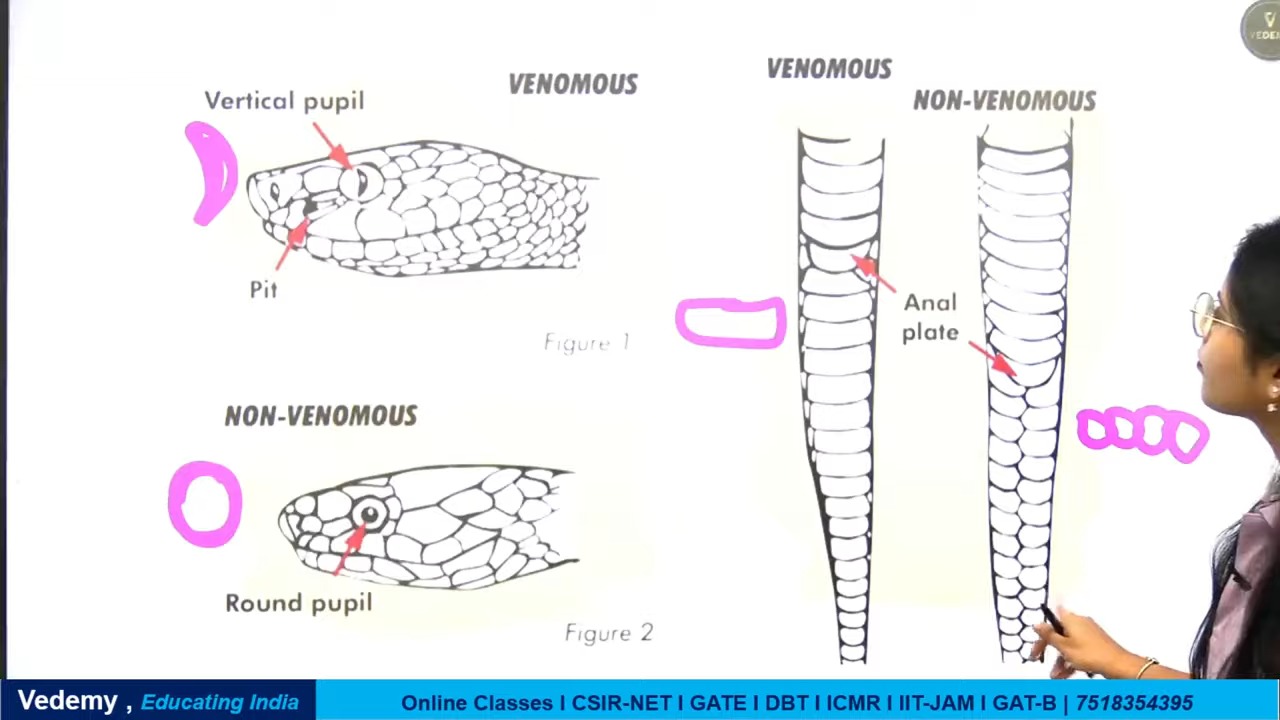 VEDEM
VENOMOUS
Vertical pupil
Pit
Figure 1
NON-VENOMOUS
Round pupil
Figure 2
VENOMOUS
NON-VENOMOUS
Anal
plate
Vedemy , Educating India
Online Classes I CSIR-NET I GATE I DBT I ICMR I IIT-JAM I GAT-B | 7518354395